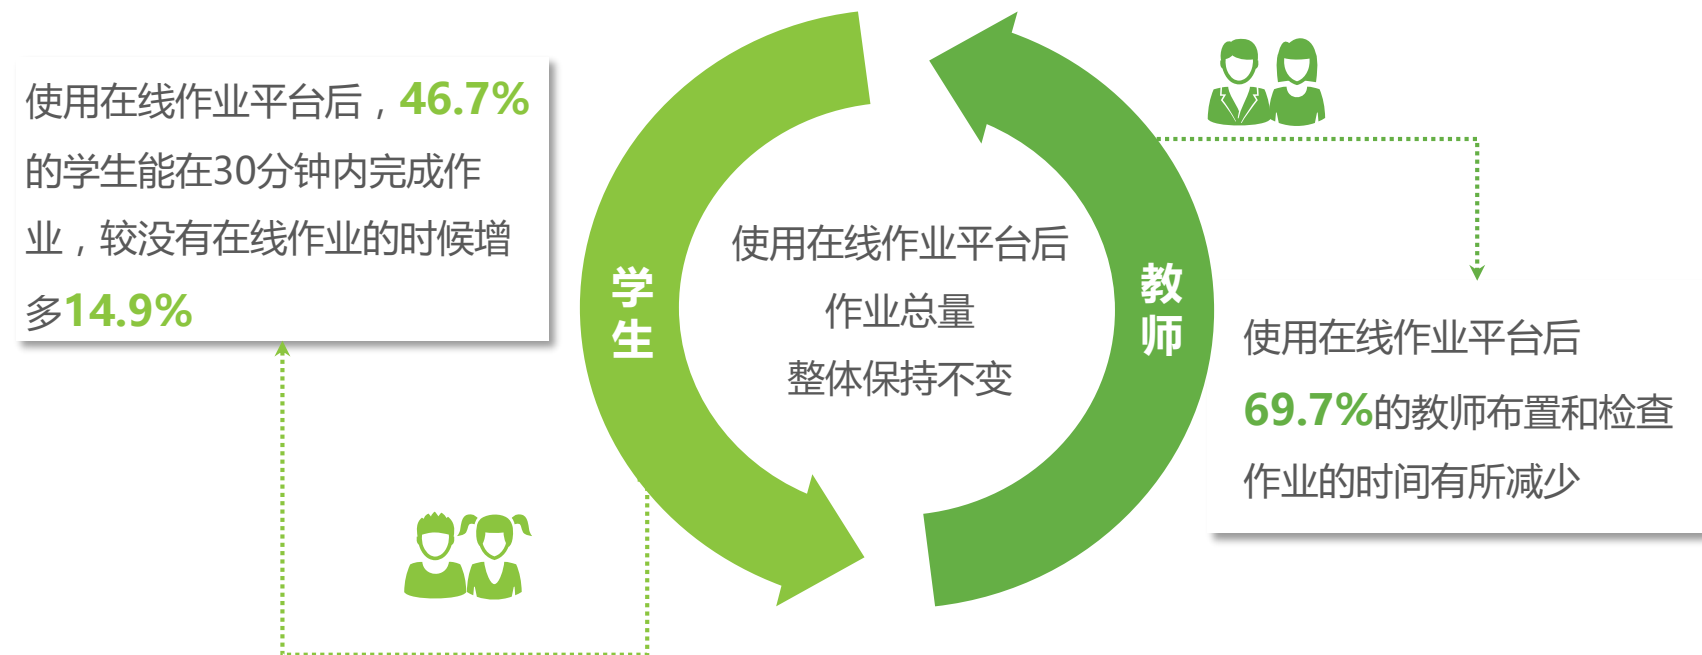 使用在线作业平台后，46.7%
的学生能在30分钟内完成作
业，较没有在线作业的时候增
多14.9%
学
生
使用在线作业平台后
作业总量
整体保持不变
教
师
使用在线作业平台后
69.7%的教师布置和检查
作业的时间有所减少